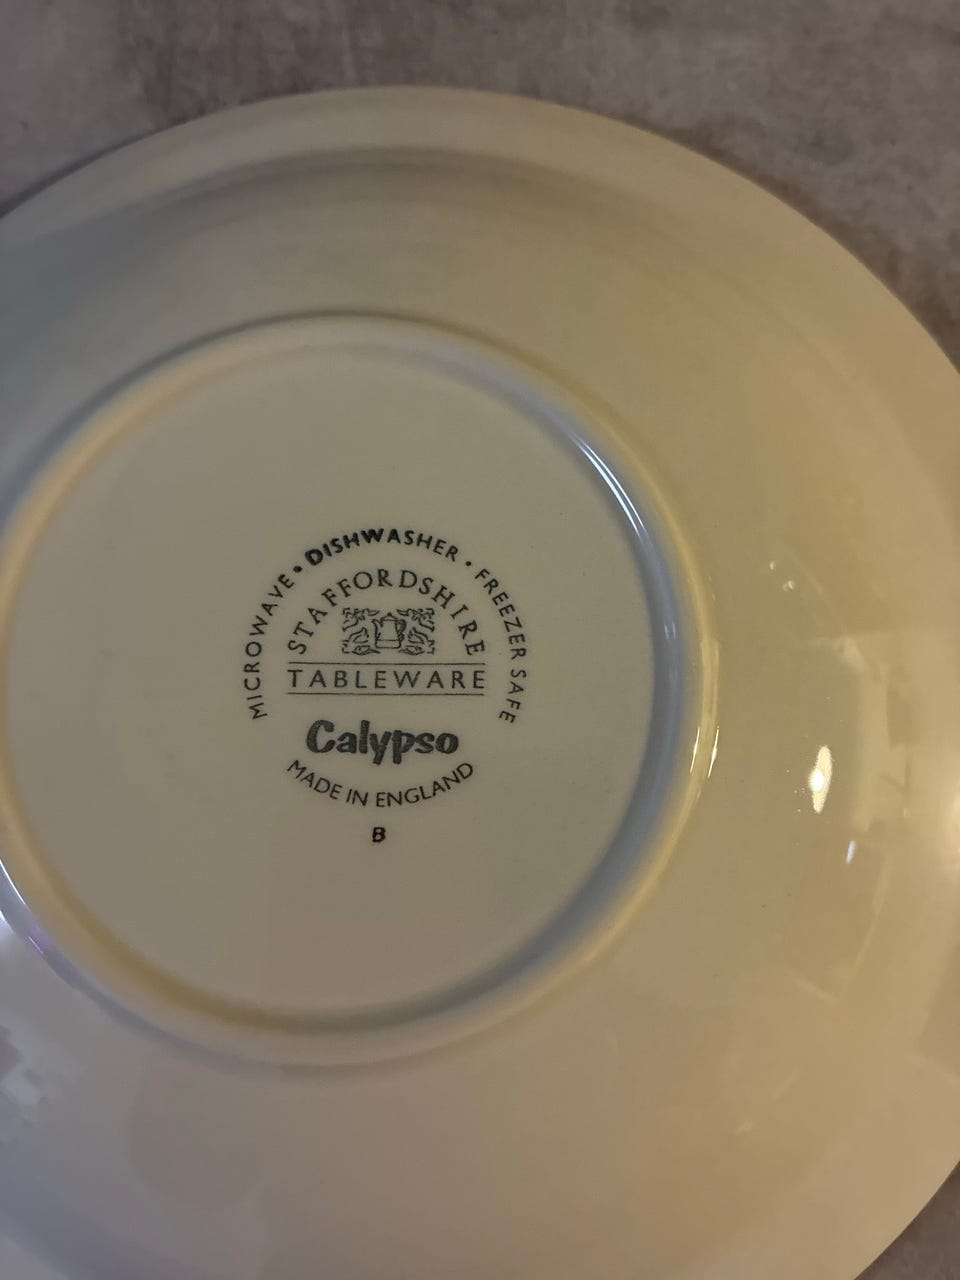 MICROWAVE • DISHWASHER • FREEZER SAFE
STAFFORDSHIRE
TABLEWARE
Calypso
MADE IN ENGLAND
B